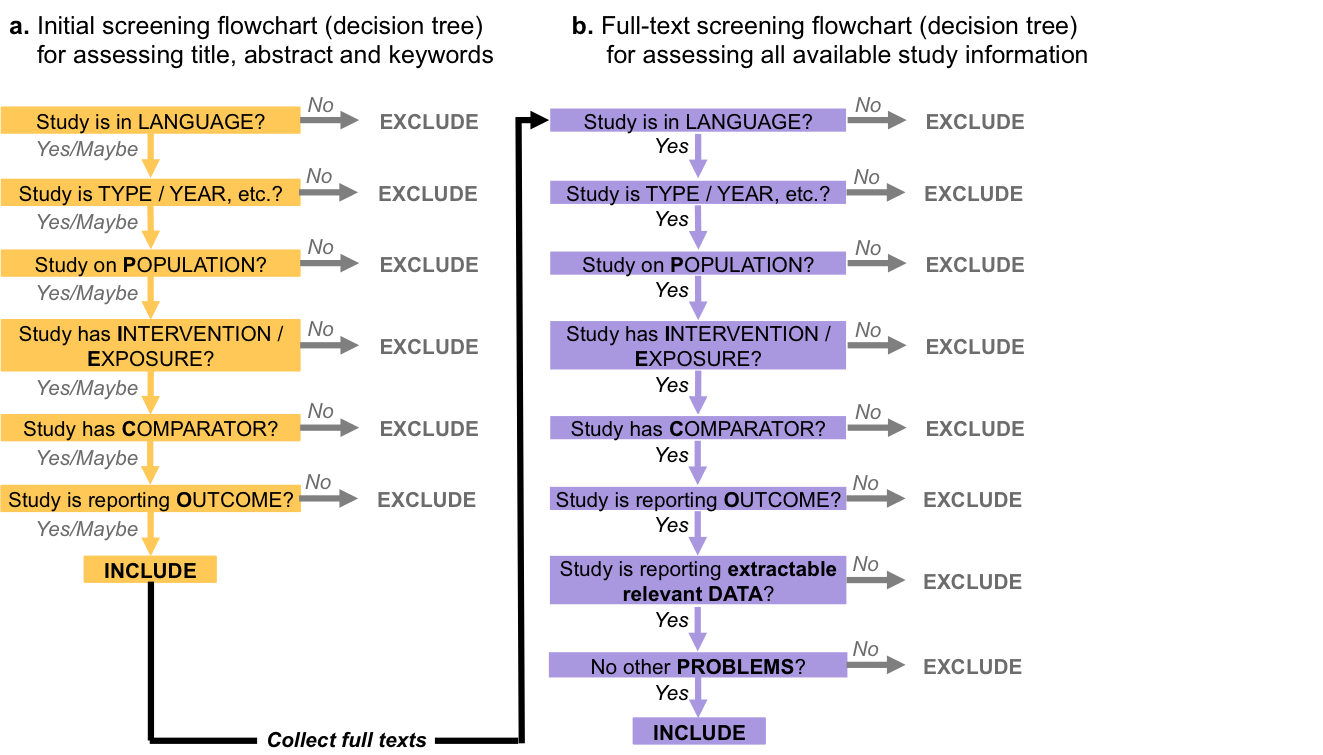 a. Initial screening flowchart (decision tree)
for assessing title, abstract and keywords
Study is in LANGUAGE?
No
EXCLUDE
Yes/Maybe
Study is TYPE / YEAR, etc.?
No
EXCLUDE
Yes/Maybe
Study on POPULATION?
No
EXCLUDE
Yes/Maybe
Study has INTERVENTION /
EXPOSURE?
No
EXCLUDE
Yes/Maybe
Study has COMPARATOR?
No
EXCLUDE
Yes/Maybe
Study is reporting OUTCOME?
No
EXCLUDE
Yes/Maybe
INCLUDE
Collect full texts
b. Full-text screening flowchart (decision tree)
for assessing all available study information
Study is in LANGUAGE?
No
EXCLUDE
Yes
Study is TYPE / YEAR, etc.?
No
EXCLUDE
Yes
Study on POPULATION?
No
EXCLUDE
Yes
Study has INTERVENTION /
EXPOSURE?
No
EXCLUDE
Yes
Study has COMPARATOR?
No
EXCLUDE
Yes
Study is reporting OUTCOME?
No
EXCLUDE
Yes
Study is reporting extractable
relevant DATA?
No
EXCLUDE
Yes
No other PROBLEMS?
No
EXCLUDE
Yes
INCLUDE